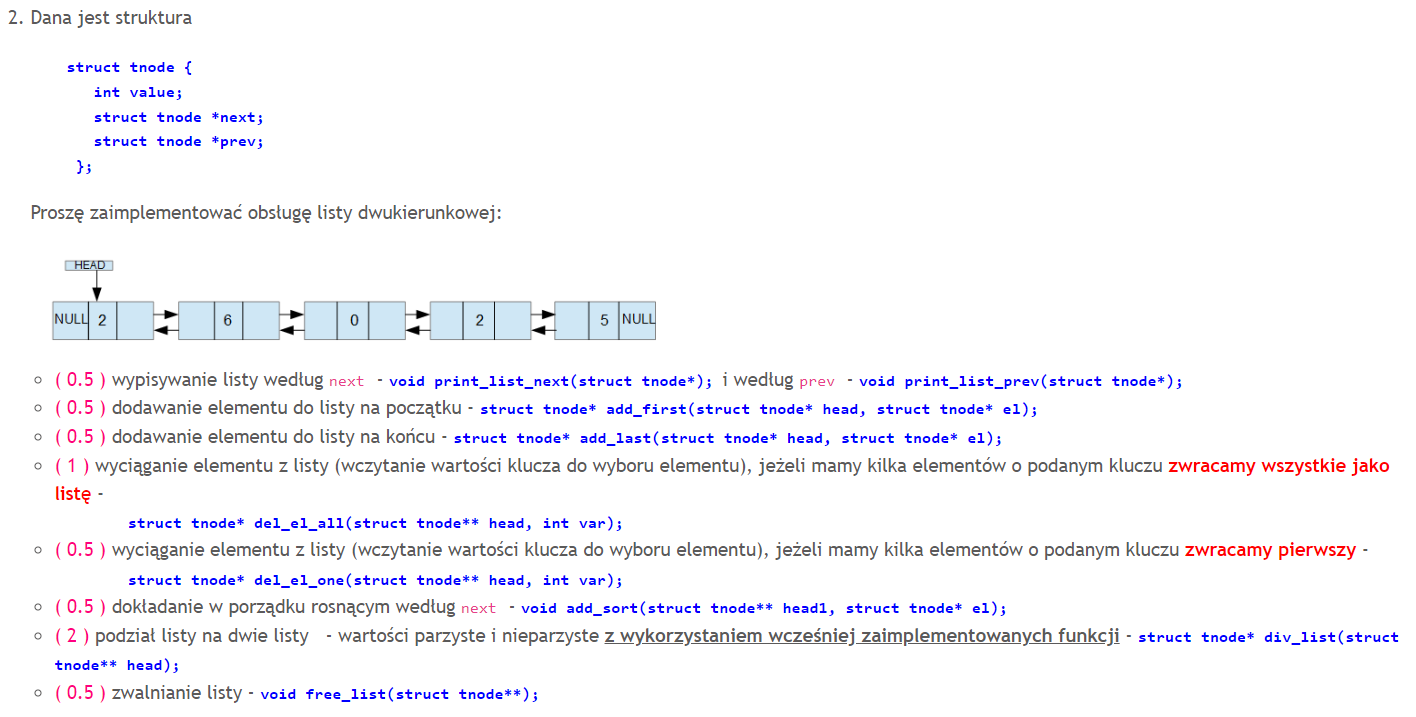 2. Dana jest struktura
struct tnode {
int value;
struct tnode *next;
struct tnode *prev;
};
Proszę zaimplementować obsługę listy dwukierunkowej:
HEAD
NULL 2 6 0 2 5 NULL
( 0.5 ) wypisywanie listy według next - void print_list_next(struct tnode*); i według prev - void print_list_prev(struct tnode*);
( 0.5 ) dodawanie elementu do listy na początku - struct tnode* add_first(struct tnode* head, struct tnode* el);
( 0.5 ) dodawanie elementu do listy na końcu - struct tnode* add_last(struct tnode* head, struct tnode* el);
( 1 ) wyciąganie elementu z listy (wczytanie wartości klucza do wyboru elementu), jeżeli mamy kilka elementów o podanym kluczu zwracamy wszystkie jako
listę -
struct tnode* del_el_all(struct tnode** head, int var);
( 0.5 ) wyciąganie elementu z listy (wczytanie wartości klucza do wyboru elementu), jeżeli mamy kilka elementów o podanym kluczu zwracamy pierwszy -
struct tnode* del_el_one(struct tnode** head, int var);
( 0.5 ) dokładanie w porządku rosnącym według next - void add_sort(struct tnode** head1, struct tnode* el);
( 2 ) podział listy na dwie listy - wartości parzyste i nieparzyste z wykorzystaniem wcześniej zaimplementowanych funkcji - struct tnode* div_list(struct
tnode** head);
( 0.5 ) zwalnianie listy - void free_list(struct tnode**);